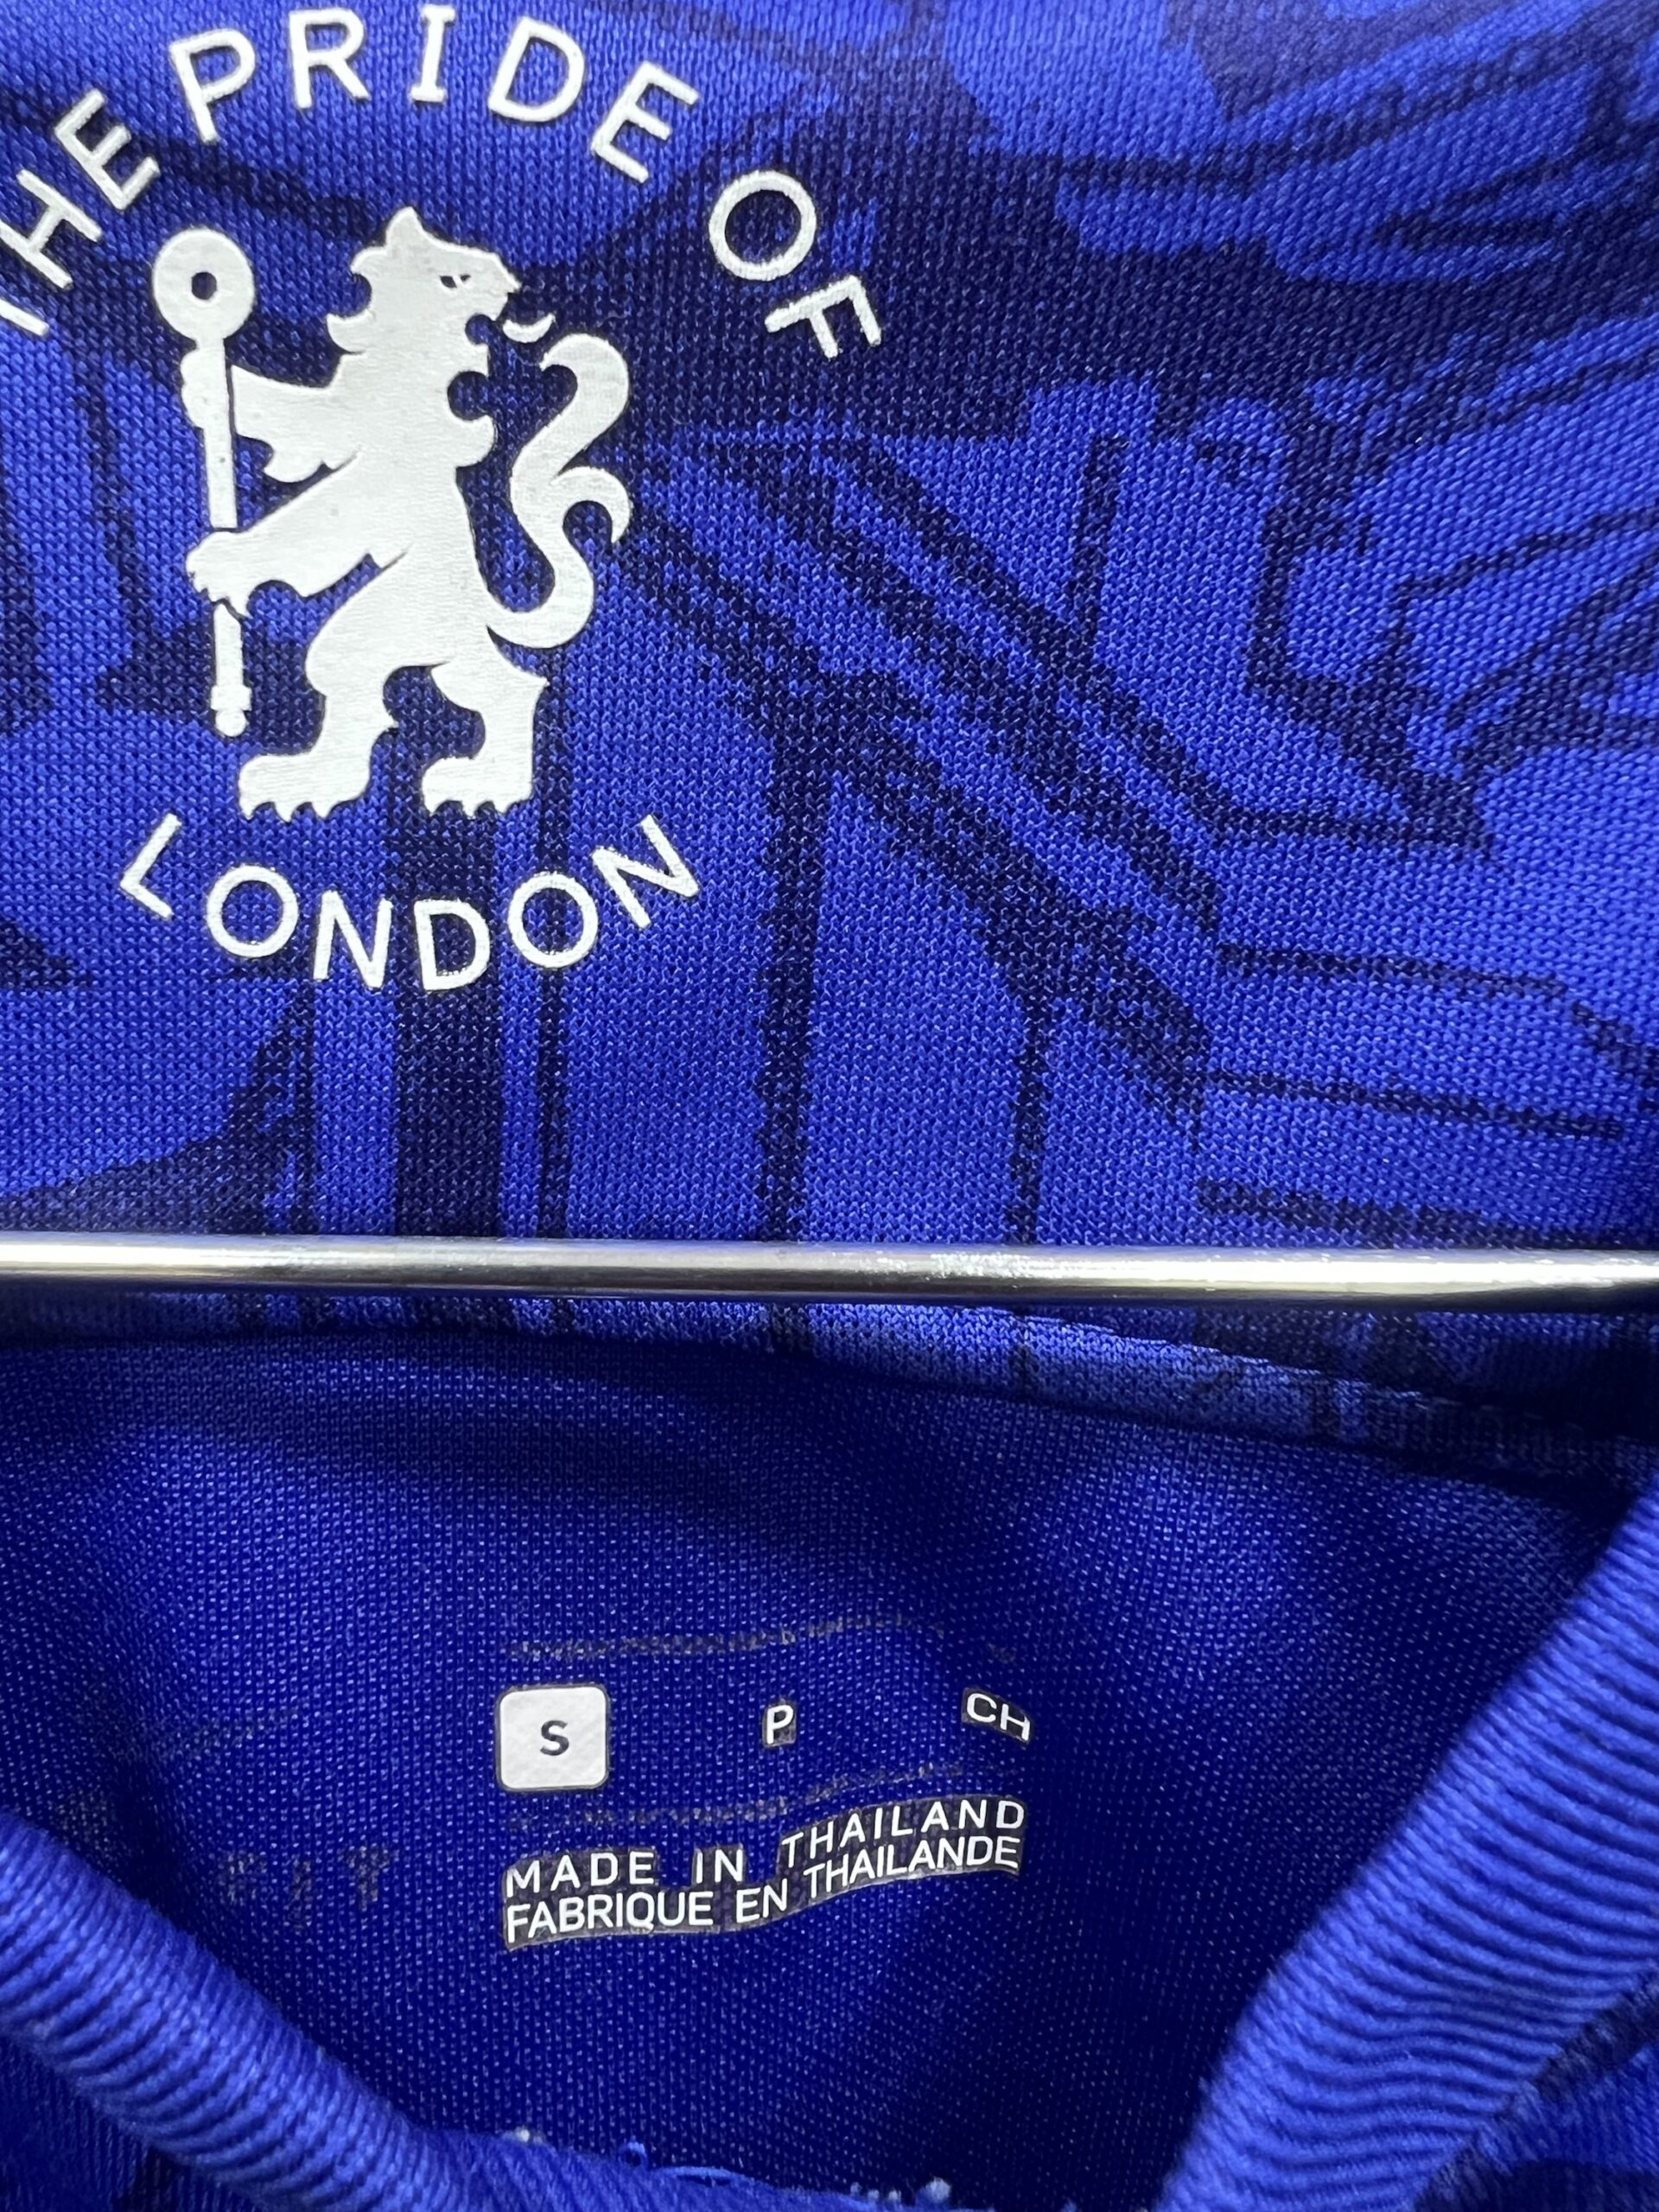 THE PRIDE OF
LONDON
S P CH
MADE IN THAILAND
FABRIQUE EN THAILANDE